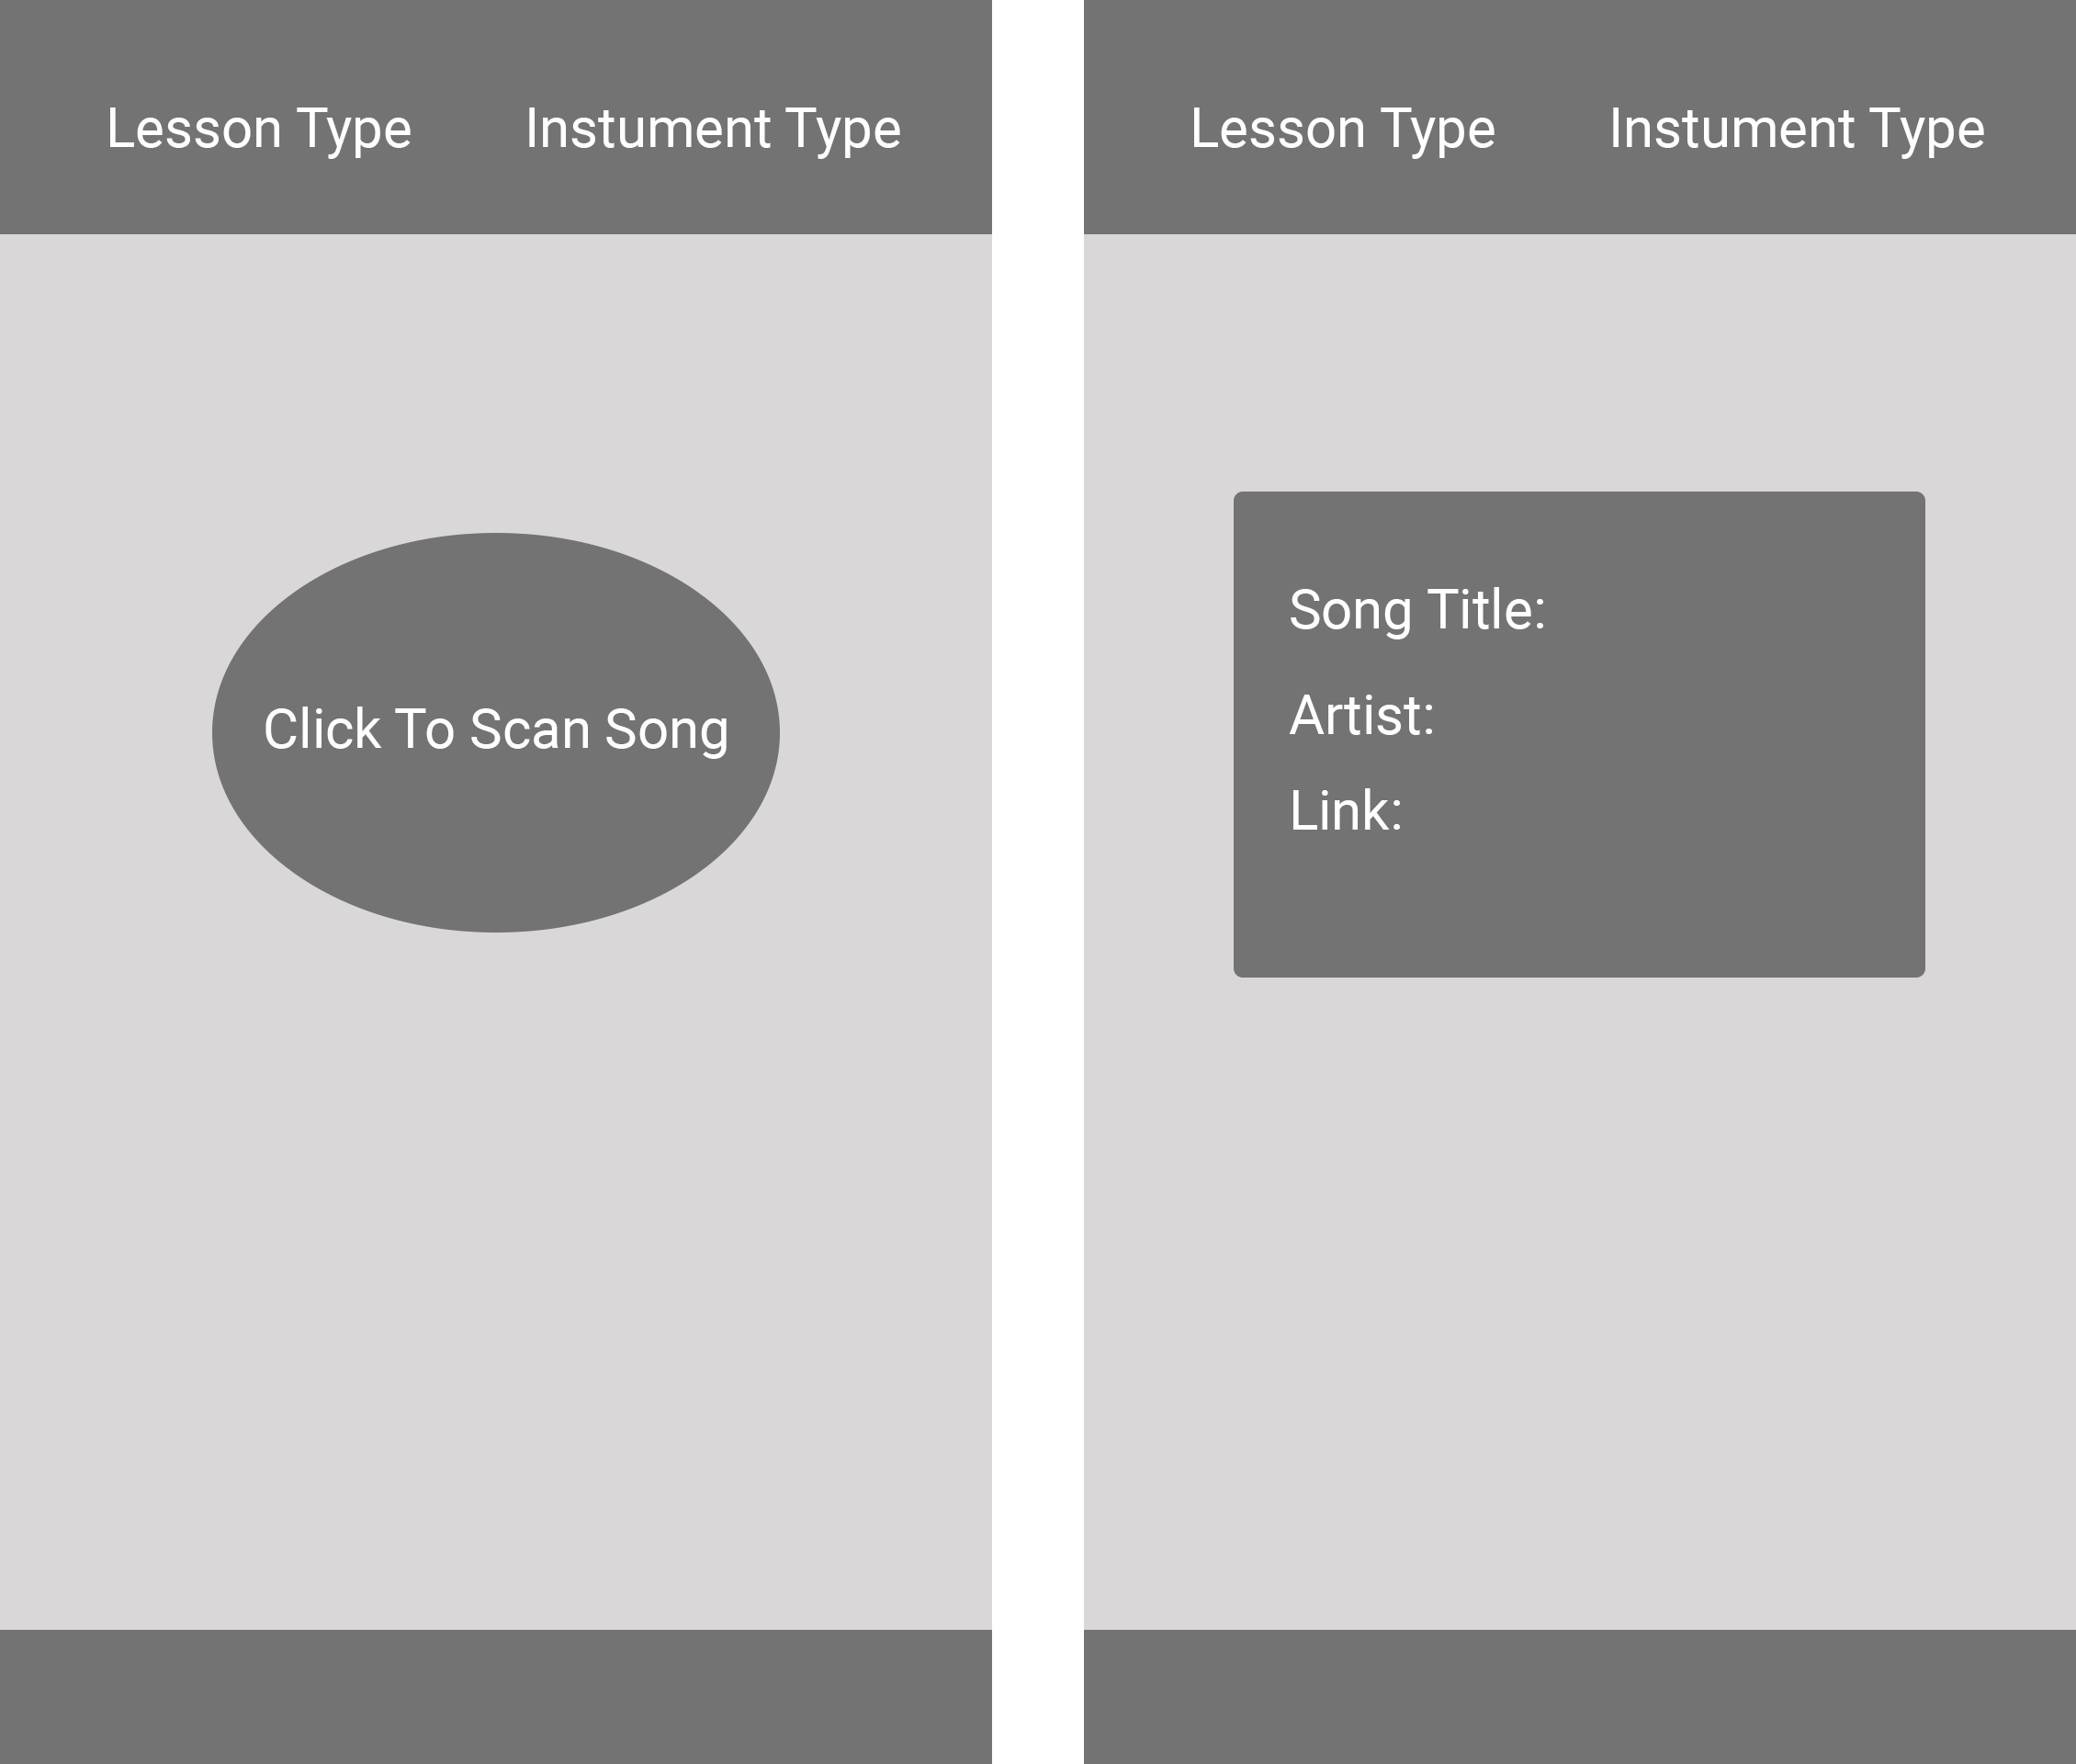 Lesson Type Instument Type
Click To Scan Song
Lesson Type Instument Type
Song Title:
Artist:
Link: